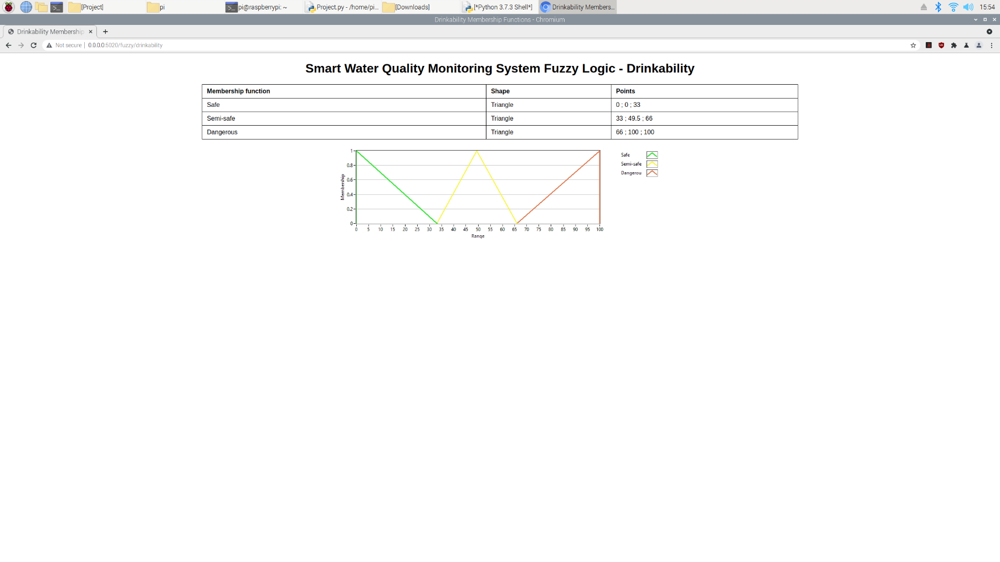 [Project] pi pi@raspberrypi: ~ Project.py - /home/pi... [Downloads] [*Python 3.7.3 Shell*] Drinkability Members... 15:54
Drinkability Membership Functions - Chromium
Drinkability Membership
Not secure | 0.0.0.0:5020/fuzzy/drinkability
Smart Water Quality Monitoring System Fuzzy Logic - Drinkability
Membership function Shape Points
Safe Triangle 0 ; 0 ; 33
Semi-safe Triangle 33 ; 49.5 ; 66
Dangerous Triangle 66 ; 100 ; 100
1
0.8
0.6
0.4
0.2
0
Membership
0 5 10 15 20 25 30 35 40 45 50 55 60 65 70 75 80 85 90 95 100
Range
Safe
Semi-safe
Dangerou